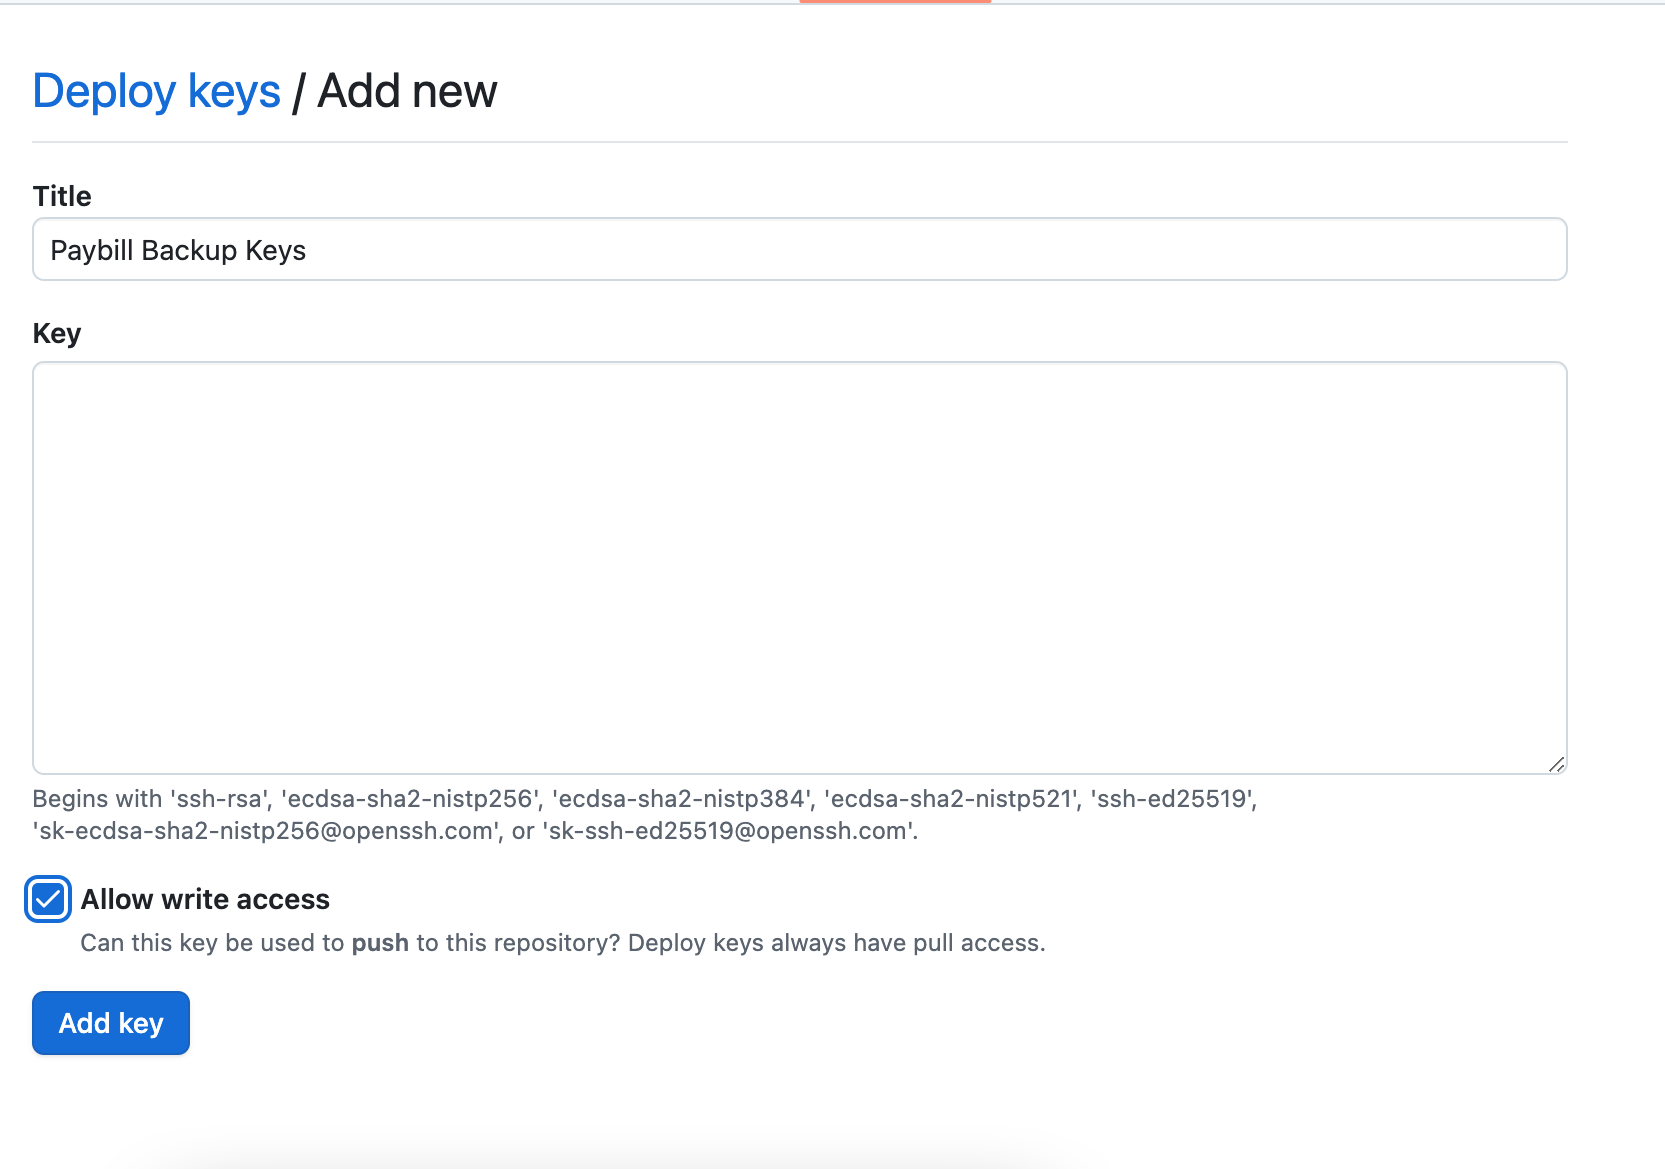 Deploy keys / Add new
Title
Paybill Backup Keys
Key
Begins with 'ssh-rsa', 'ecdsa-sha2-nistp256', 'ecdsa-sha2-nistp384', 'ecdsa-sha2-nistp521', 'ssh-ed25519',
'sk-ecdsa-sha2-nistp256@openssh.com', or 'sk-ssh-ed25519@openssh.com'.
Allow write access
Can this key be used to push to this repository? Deploy keys always have pull access.
Add key